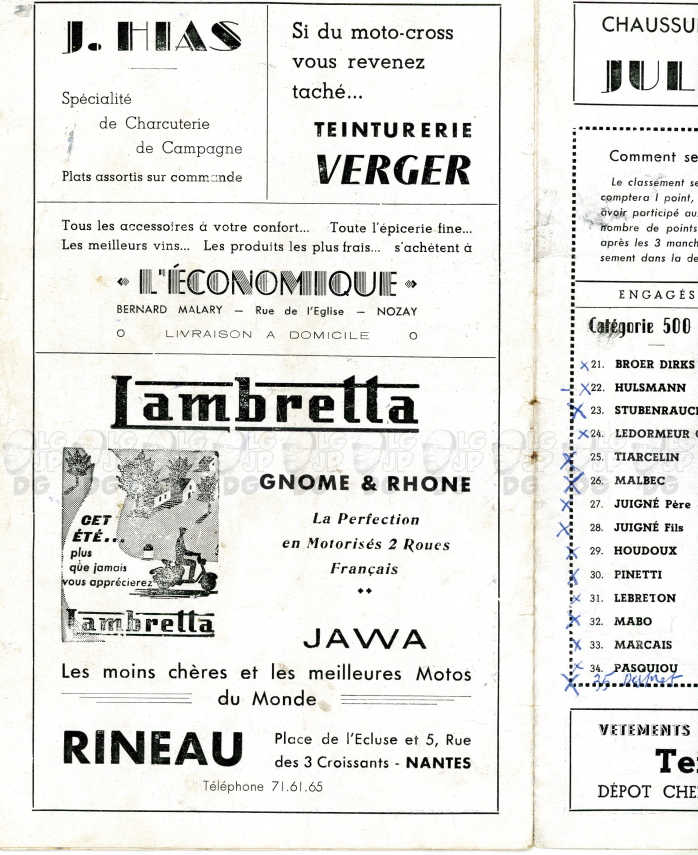 J. HIAS
Spécialité
de Charcuterie
de Campagne
Plats assortis sur commande
Si du moto-cross
vous revenez
taché...
TEINTURERIE
VERGER
Tous les accessoires à votre confort... Toute l'épicerie fine...
Les meilleurs vins... Les produits les plus frais... s'achètent à
« L'ÉCONOMIQUE »
BERNARD MALARY — Rue de l'Eglise — NOZAY
O LIVRAISON A DOMICILE O
Lambretta
CET
ÉTÉ...
plus
que jamais
vous apprécierez
Lambretta
GNOME & RHONE
La Perfection
en Motorisés 2 Roues
Français
JAWA
Les moins chères et les meilleures Motos
du Monde
RINEAU
Place de l'Ecluse et 5, Rue
des 3 Croissants - NANTES
Téléphone 71.61.65
CHAUSSU
JUL
Comment se
Le classement se
comptera 1 point,
avoir participé au
nombre de points
après les 3 manch
sement dans la de
ENGAGÉS
Catégorie 500
21. BROER DIRKS
22. HULSMANN
23. STUBENRAUC
24. LEDORMEUR
25. TIARCELIN
26. MALBEC
27. JUIGNÉ Père
28. JUIGNÉ Fils
29. HOUDOUX
30. PINETTI
31. LEBRETON
32. MABO
33. MARCAIS
34. PASQUIOU
35
VETEMENTS
Te
DÉPOT CHE
LG
JP
DG